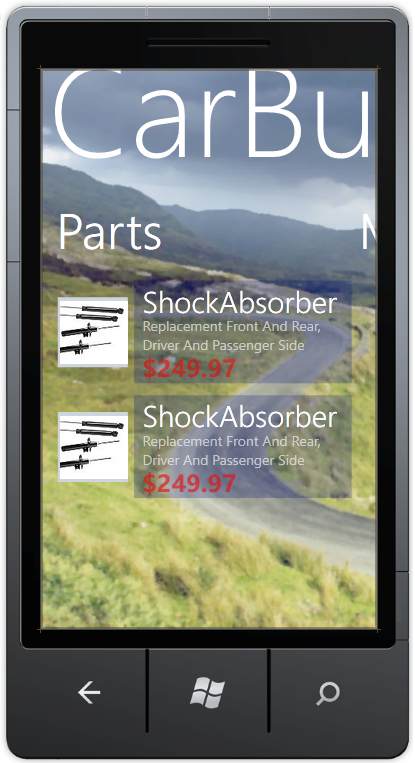 CarBu
Parts
ShockAbsorber
Replacement Front And Rear,
Driver And Passenger Side
$249.97
ShockAbsorber
Replacement Front And Rear,
Driver And Passenger Side
$249.97